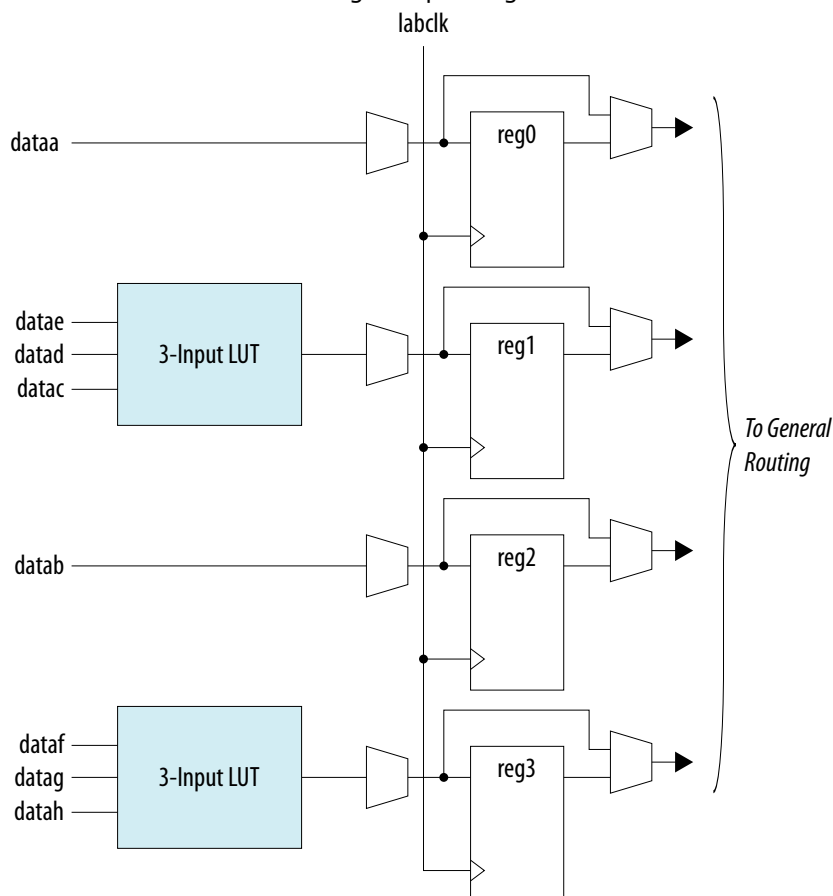 labclk
dataa
reg0
datae
datad
datac
3-Input LUT
reg1
To General
Routing
datab
reg2
dataf
datag
datah
3-Input LUT
reg3